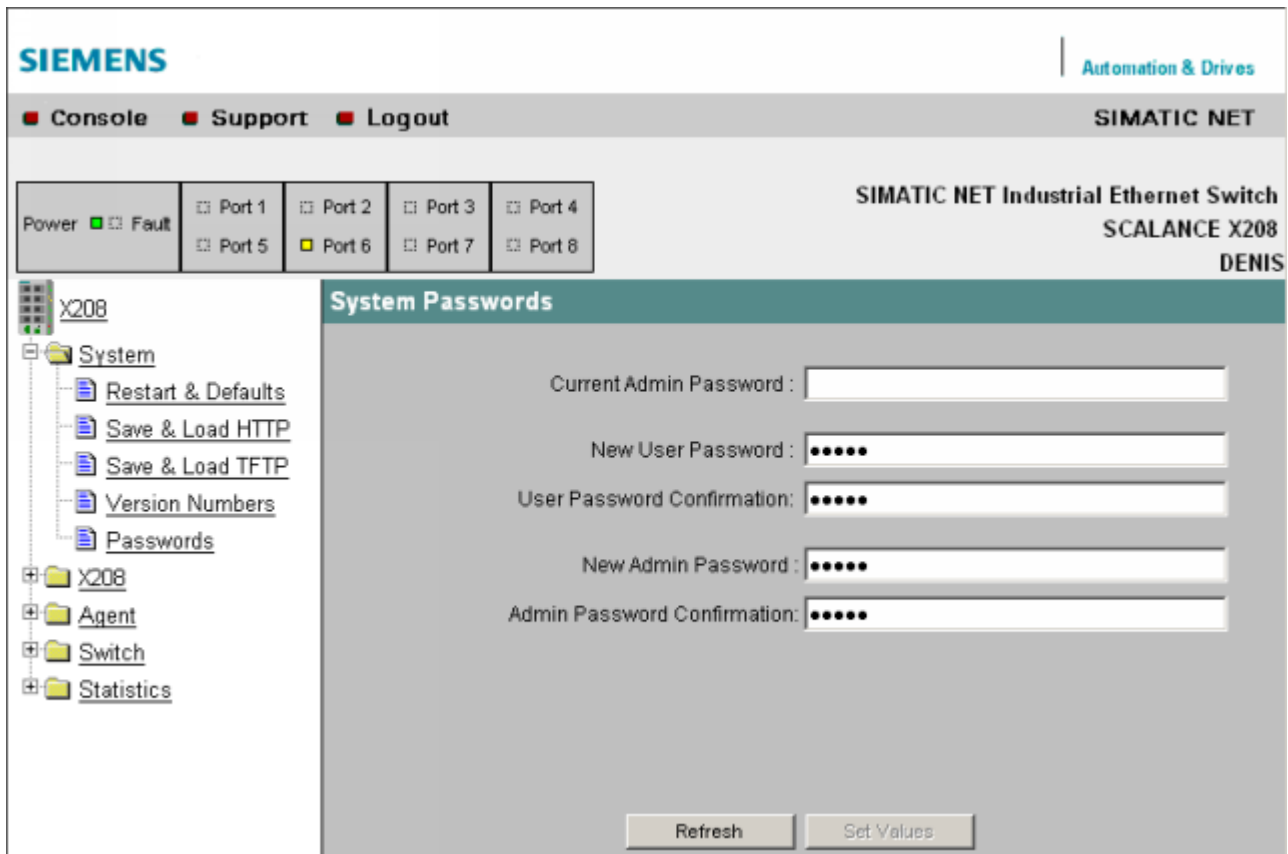 SIEMENS
Automation & Drives
Console Support Logout SIMATIC NET
Power Fault
Port 1 Port 2 Port 3 Port 4
Port 5 Port 6 Port 7 Port 8
SIMATIC NET Industrial Ethernet Switch
SCALANCE X208
DENIS
X208
System
Restart & Defaults
Save & Load HTTP
Save & Load TFTP
Version Numbers
Passwords
X208
Agent
Switch
Statistics
System Passwords
Current Admin Password :
New User Password : •••••
User Password Confirmation: •••••
New Admin Password : •••••
Admin Password Confirmation: •••••
Refresh Set Values